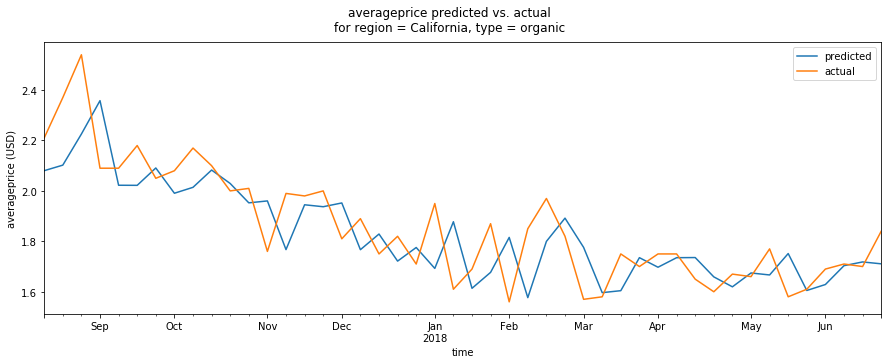 averageprice predicted vs. actual
for region = California, type = organic
predicted
actual
averageprice (USD)
2.4
2.2
2.0
1.8
1.6
Sep
Oct
Nov
Dec
Jan
2018
Feb
Mar
Apr
May
Jun
time